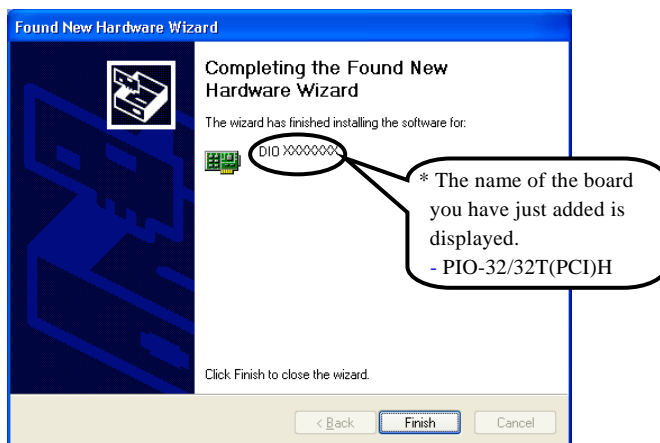 Found New Hardware Wizard
Completing the Found New
Hardware Wizard
The wizard has finished installing the software for:
DIO XXXXXXX
* The name of the board
you have just added is
displayed.
- PIO-32/32T(PCI)H
Click Finish to close the wizard.
< Back
Finish
Cancel